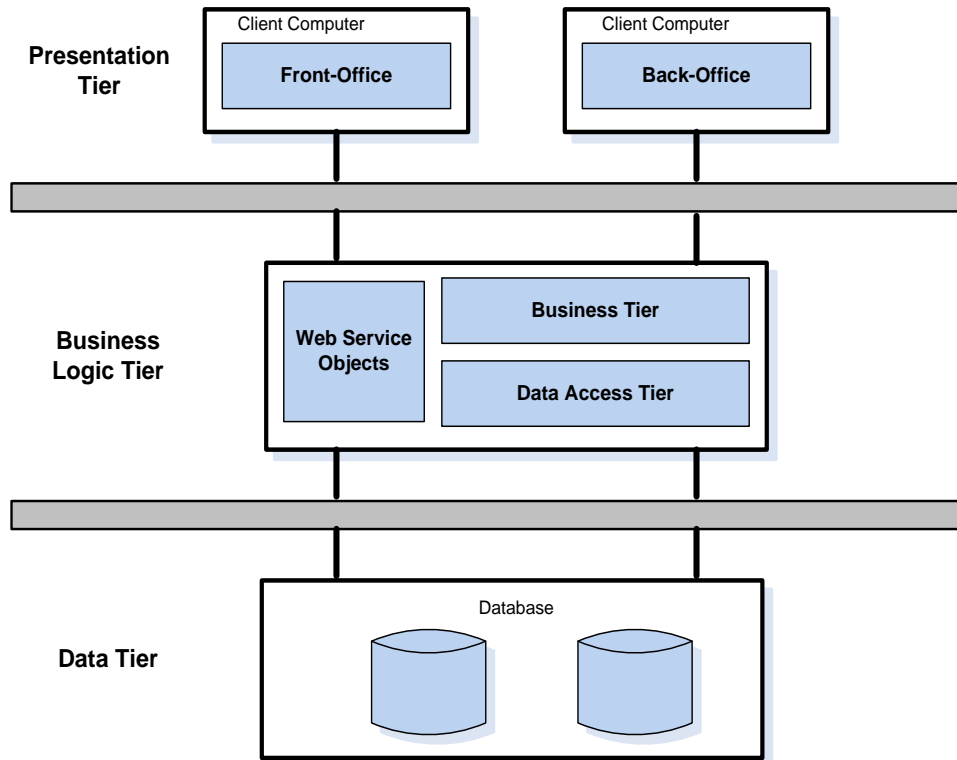 Client Computer
Client Computer
Presentation
Tier
Front-Office
Back-Office
Business
Logic Tier
Web Service
Objects
Business Tier
Data Access Tier
Database
Data Tier